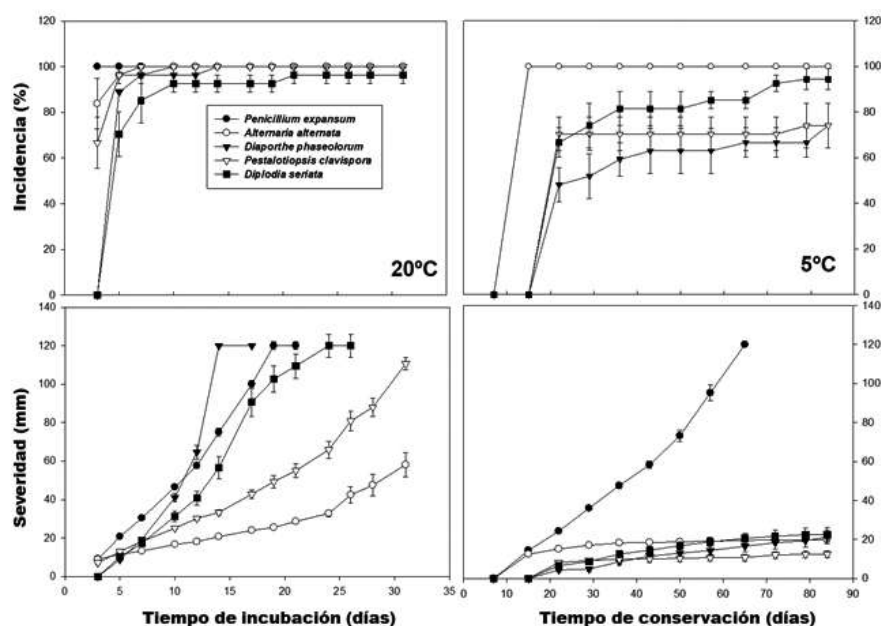 120
100
80
60
40
20
0
Incidencia (%)
Penicillium expansum
Alternaria alternata
Diaporthe phaseolorum
Pestalotiopsis clavispora
Diplodia seriata
20ºC
5ºC
120
100
80
60
40
20
0
140
120
100
80
60
40
20
0
Severidad (mm)
0 5 10 15 20 25 30 35
Tiempo de incubación (días)
140
120
100
80
60
40
20
0
0 10 20 30 40 50 60 70 80 90
Tiempo de conservación (días)